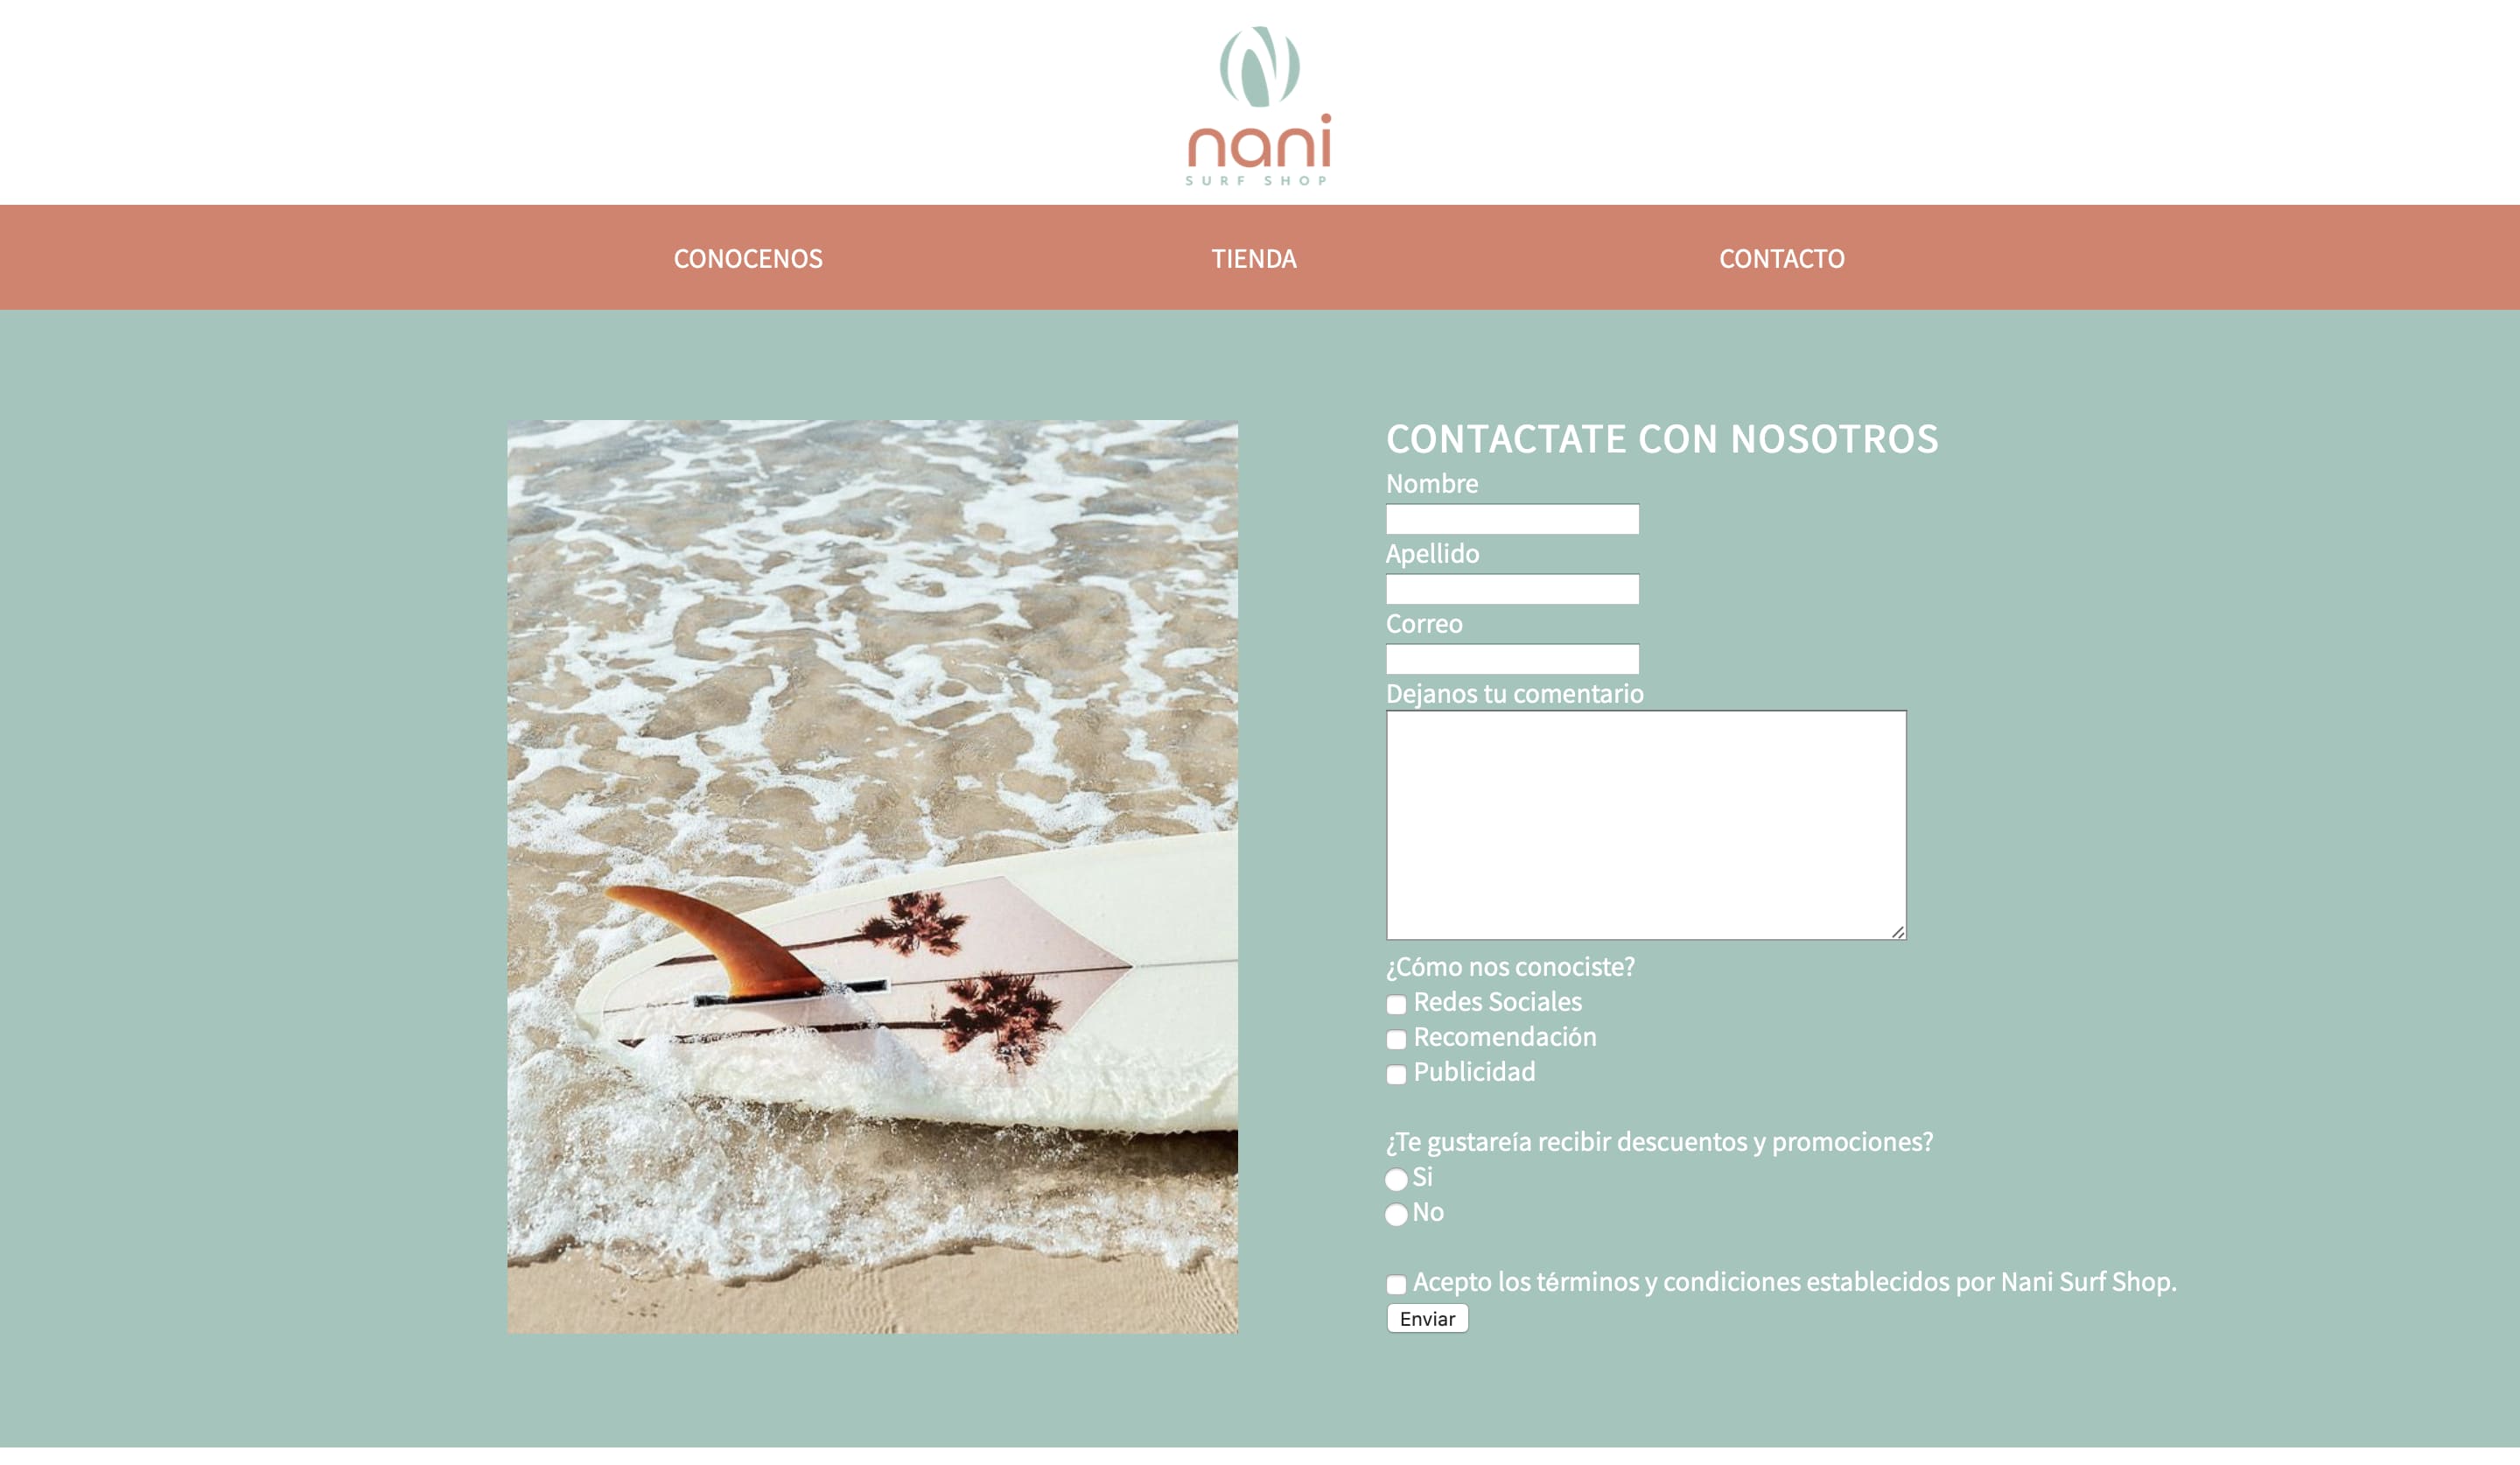 nani
SURF SHOP
CONOCENOS
TIENDA
CONTACTO
CONTACTATE CON NOSOTROS
Nombre
Apellido
Correo
Dejanos tu comentario
¿Cómo nos conociste?
Redes Sociales
Recomendación
Publicidad
¿Te gustareía recibir descuentos y promociones?
Si
No
Acepto los términos y condiciones establecidos por Nani Surf Shop.
Enviar